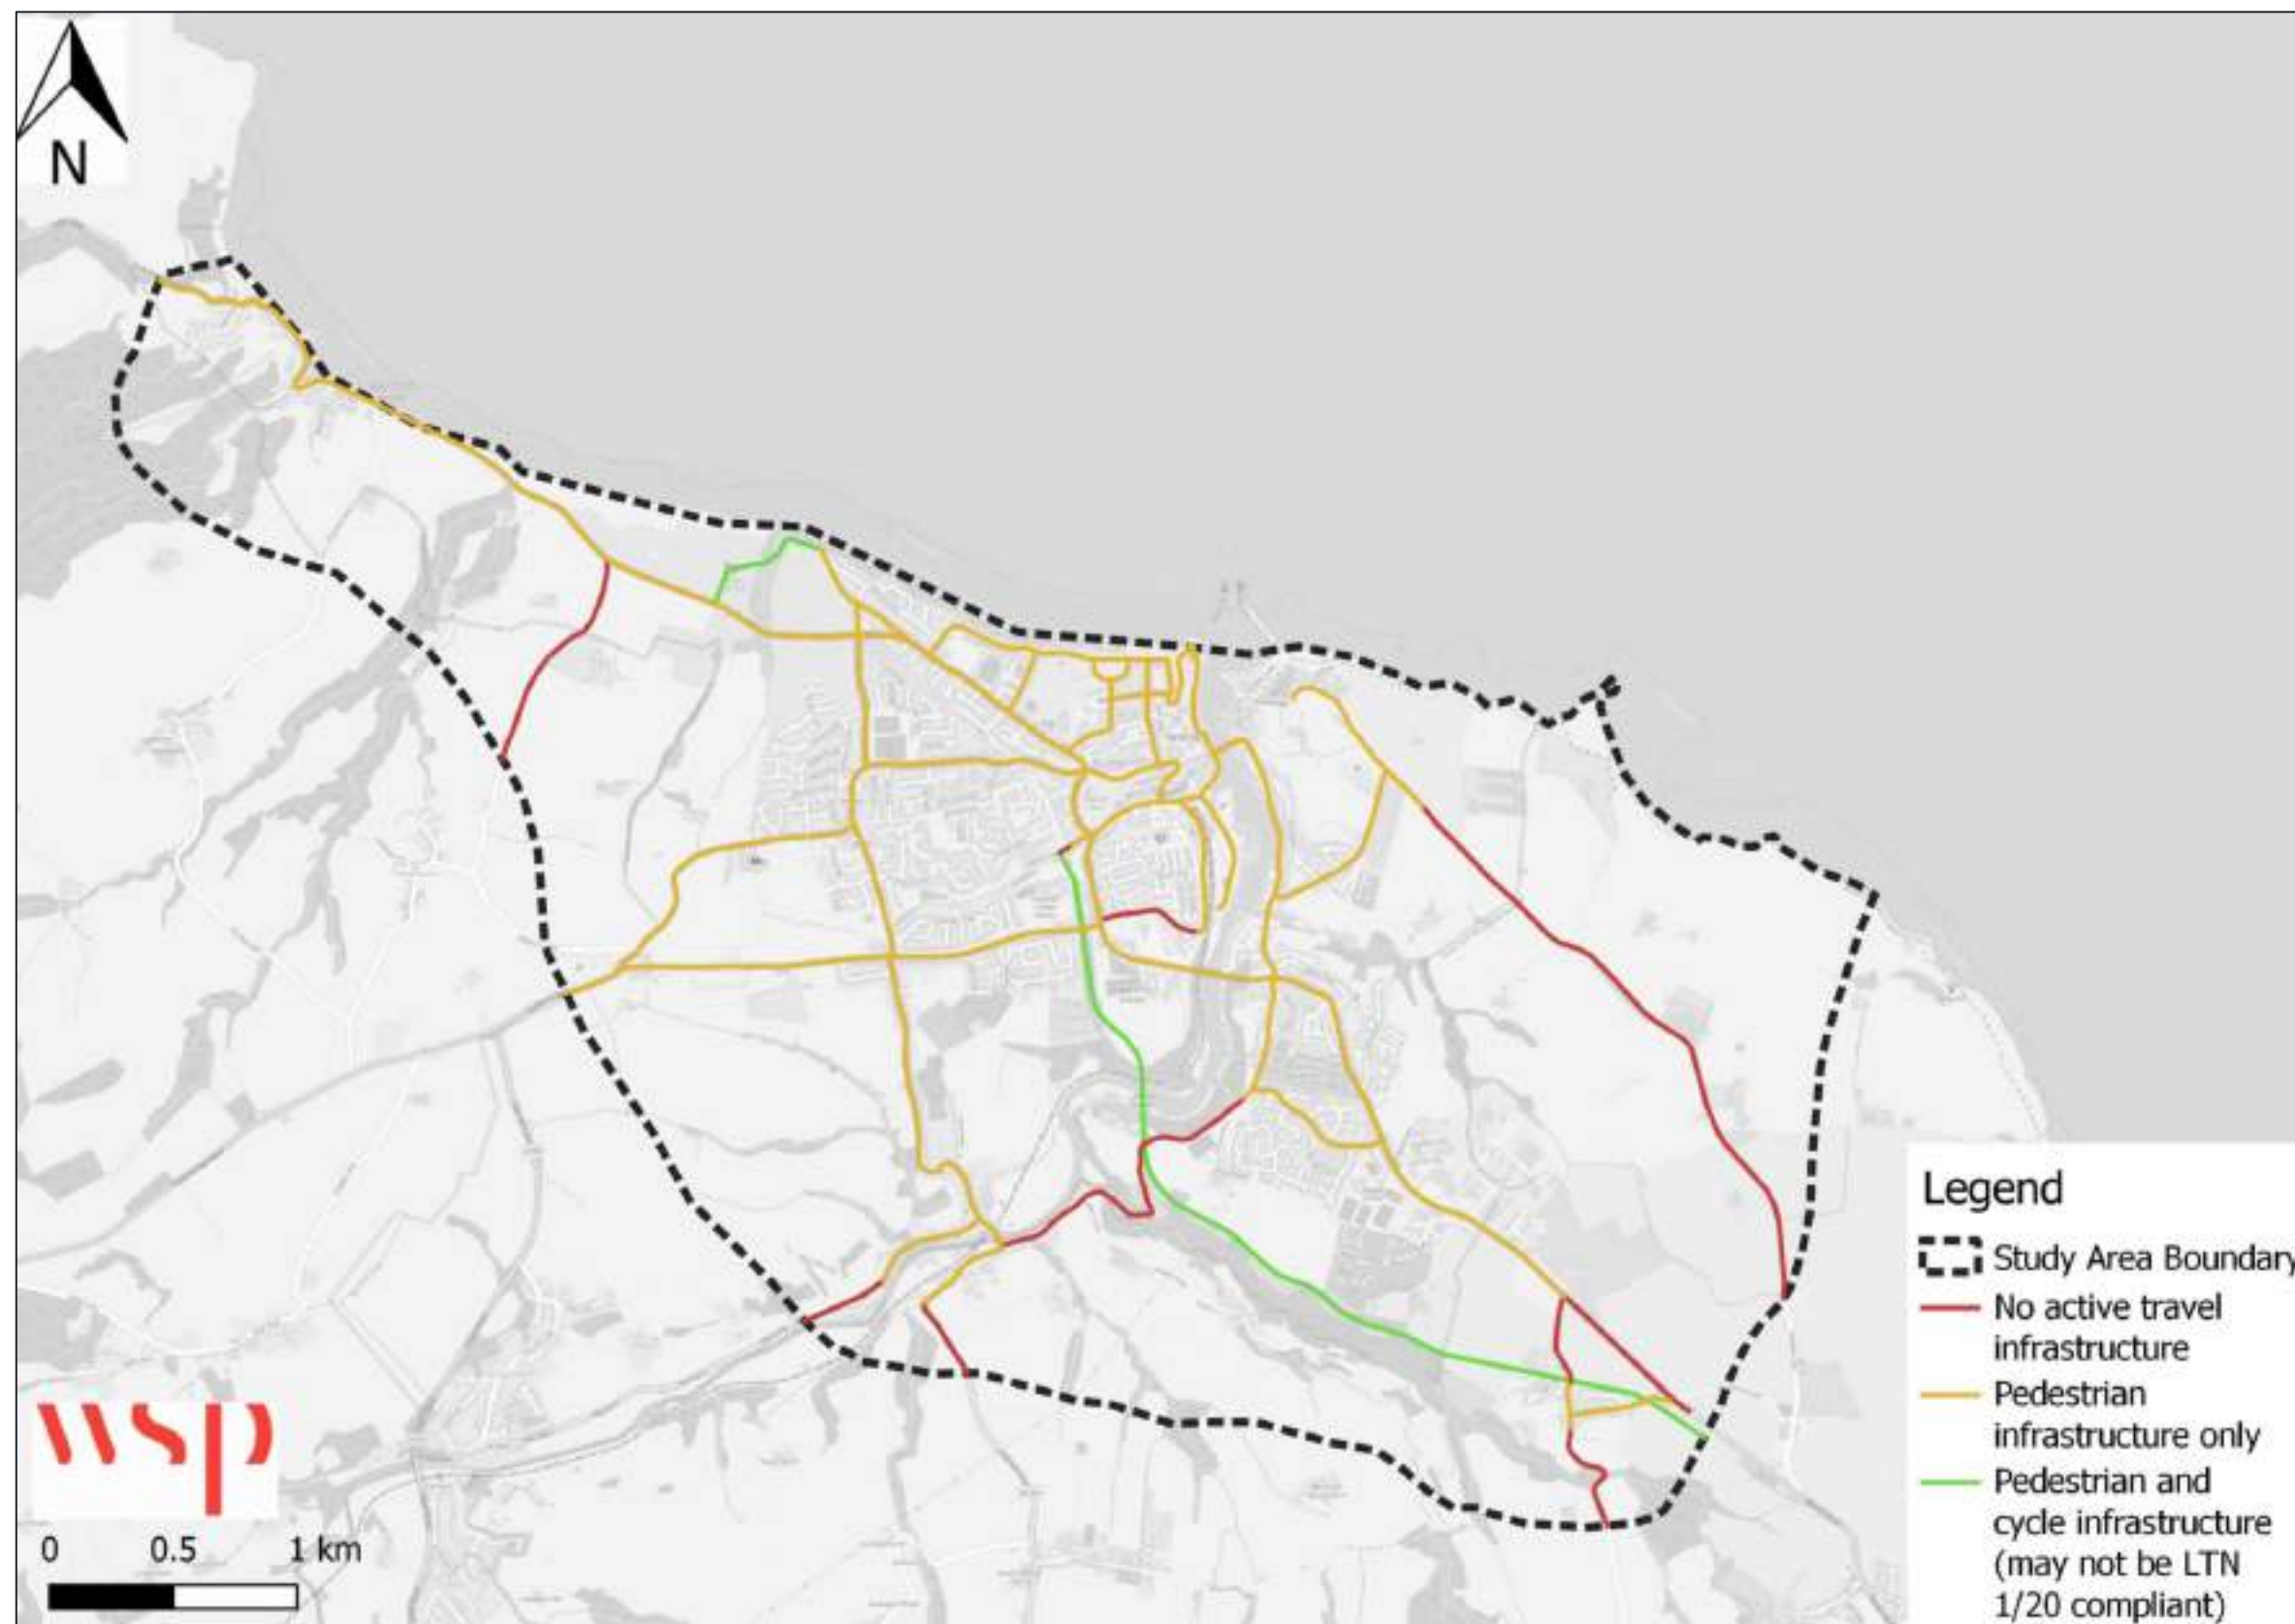 N
Legend
Study Area Boundary
No active travel
infrastructure
Pedestrian
infrastructure only
Pedestrian and
cycle infrastructure
(may not be LTN
1/20 compliant)
wsp
0 0.5 1 km